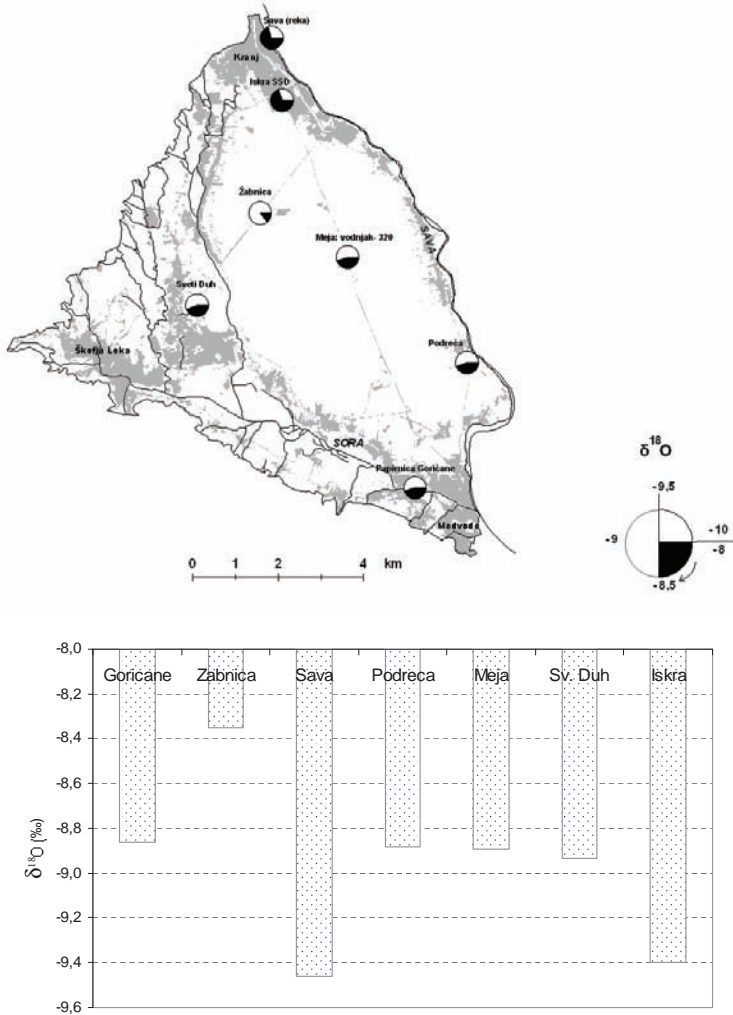 Sava (reka)
Kranj
Iskra SSD
Žabnica
Meja: vodnjak- 320
SAVA
Sveti Duh
Podreča
Škofja Loka
SORA
Papirnica Goričane
Medvode
0 1 2 4 km
δ18O
-9,5
-10
-9
-8
-8,5
-8,0
Goricane Zabnica Sava Podreca Meja Sv. Duh Iskra
-8,2
-8,4
-8,6
-8,8
-9,0
-9,2
-9,4
-9,6
δ18O (‰)